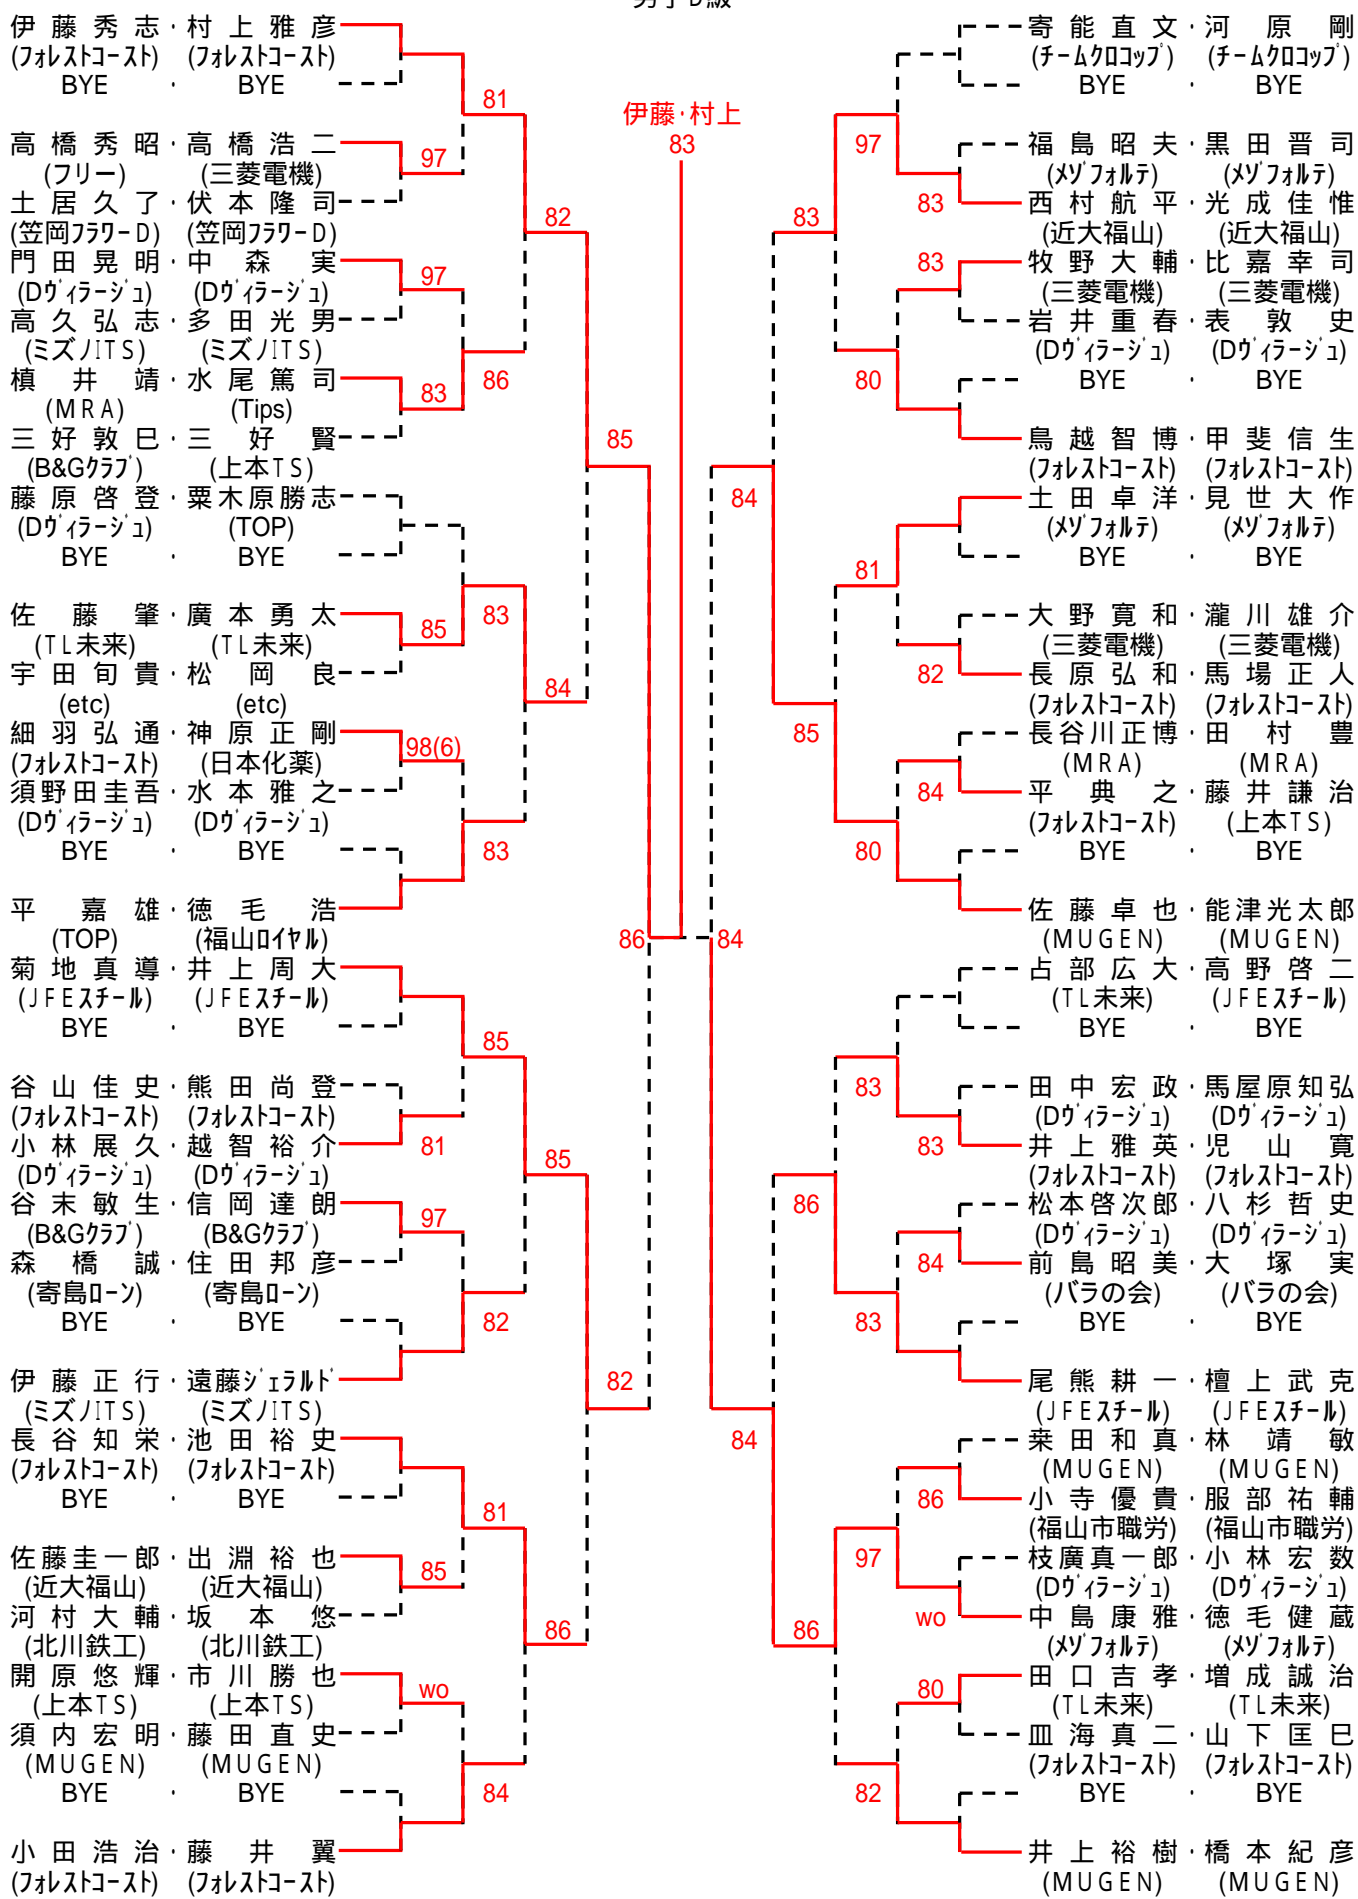 男子D級
伊藤・村上
83
伊藤秀志・村上雅彦
(フォレストコースト) (フォレストコースト)
BYE ・ BYE
81
高橋秀昭・高橋浩二
97
(フリー) (三菱電機)
土居久了・伏本隆司
(笠岡フラワーD) (笠岡フラワーD)
82
門田晃明・中森実
97
(Dヴィラージュ) (Dヴィラージュ)
高久弘志・多田光男
(ミズノITS) (ミズノITS)
86
槙井靖・水尾篤司
83
(MRA) (Tips)
三好敦巳・三好賢
(B&Gクラブ) (上本TS)
85
藤原啓登・粟木原勝志
(Dヴィラージュ) (TOP)
BYE ・ BYE
83
佐藤肇・廣本勇太
85
(TL未来) (TL未来)
宇田旬貴・松岡良
(etc) (etc)
84
細羽弘通・神原正剛
98(6)
(フォレストコースト) (日本化薬)
須野田圭吾・水本雅之
(Dヴィラージュ) (Dヴィラージュ)
BYE ・ BYE
83
平嘉雄・徳毛浩
(TOP) (福山ロイヤル)
86
菊地真導・井上周大
(JFEスチール) (JFEスチール)
BYE ・ BYE
85
谷山佳史・熊田尚登
(フォレストコースト) (フォレストコースト)
小林展久・越智裕介
81
(Dヴィラージュ) (Dヴィラージュ)
85
谷末敏生・信岡達朗
97
(B&Gクラブ) (B&Gクラブ)
森橋誠・住田邦彦
(寄島ローン) (寄島ローン)
BYE ・ BYE
82
伊藤正行・遠藤ジェラルド
(ミズノITS) (ミズノITS)
82
長谷知栄・池田裕史
(フォレストコースト) (フォレストコースト)
BYE ・ BYE
81
佐藤圭一郎・出淵裕也
85
(近大福山) (近大福山)
河村大輔・坂本悠
(北川鉄工) (北川鉄工)
86
開原悠輝・市川勝也
wo
(上本TS) (上本TS)
須内宏明・藤田直史
(MUGEN) (MUGEN)
BYE ・ BYE
84
小田浩治・藤井翼
(フォレストコースト) (フォレストコースト)
寄能直文・河原剛
(チームクロコップ) (チームクロコップ)
BYE ・ BYE
97
福島昭夫・黒田晋司
(メゾフォルテ) (メゾフォルテ)
83
西村航平・光成佳惟
(近大福山) (近大福山)
83
83
牧野大輔・比嘉幸司
(三菱電機) (三菱電機)
岩井重春・表敦史
(Dヴィラージュ) (Dヴィラージュ)
80
BYE ・ BYE
鳥越智博・甲斐信生
(フォレストコースト) (フォレストコースト)
84
土田卓洋・見世大作
(メゾフォルテ) (メゾフォルテ)
BYE ・ BYE
81
大野寛和・瀧川雄介
(三菱電機) (三菱電機)
82
長原弘和・馬場正人
(フォレストコースト) (フォレストコースト)
85
長谷川正博・田村豊
(MRA) (MRA)
84
平典之・藤井謙治
(フォレストコースト) (上本TS)
80
BYE ・ BYE
佐藤卓也・能津光太郎
(MUGEN) (MUGEN)
84
占部広大・高野啓二
(TL未来) (JFEスチール)
BYE ・ BYE
83
田中宏政・馬屋原知弘
(Dヴィラージュ) (Dヴィラージュ)
83
井上雅英・児山寛
(フォレストコースト) (フォレストコースト)
86
松本啓次郎・八杉哲史
(Dヴィラージュ) (Dヴィラージュ)
84
前島昭美・大塚実
(バラの会) (バラの会)
83
BYE ・ BYE
尾熊耕一・檀上武克
(JFEスチール) (JFEスチール)
84
来田和真・林靖敏
(MUGEN) (MUGEN)
86
小寺優貴・服部祐輔
(福山市職労) (福山市職労)
97
枝廣真一郎・小林宏数
(Dヴィラージュ) (Dヴィラージュ)
wo
中島康雅・徳毛健蔵
(メゾフォルテ) (メゾフォルテ)
86
80
田口吉孝・増成誠治
(TL未来) (TL未来)
皿海真二・山下匡巳
(フォレストコースト) (フォレストコースト)
82
BYE ・ BYE
井上裕樹・橋本紀彦
(MUGEN) (MUGEN)